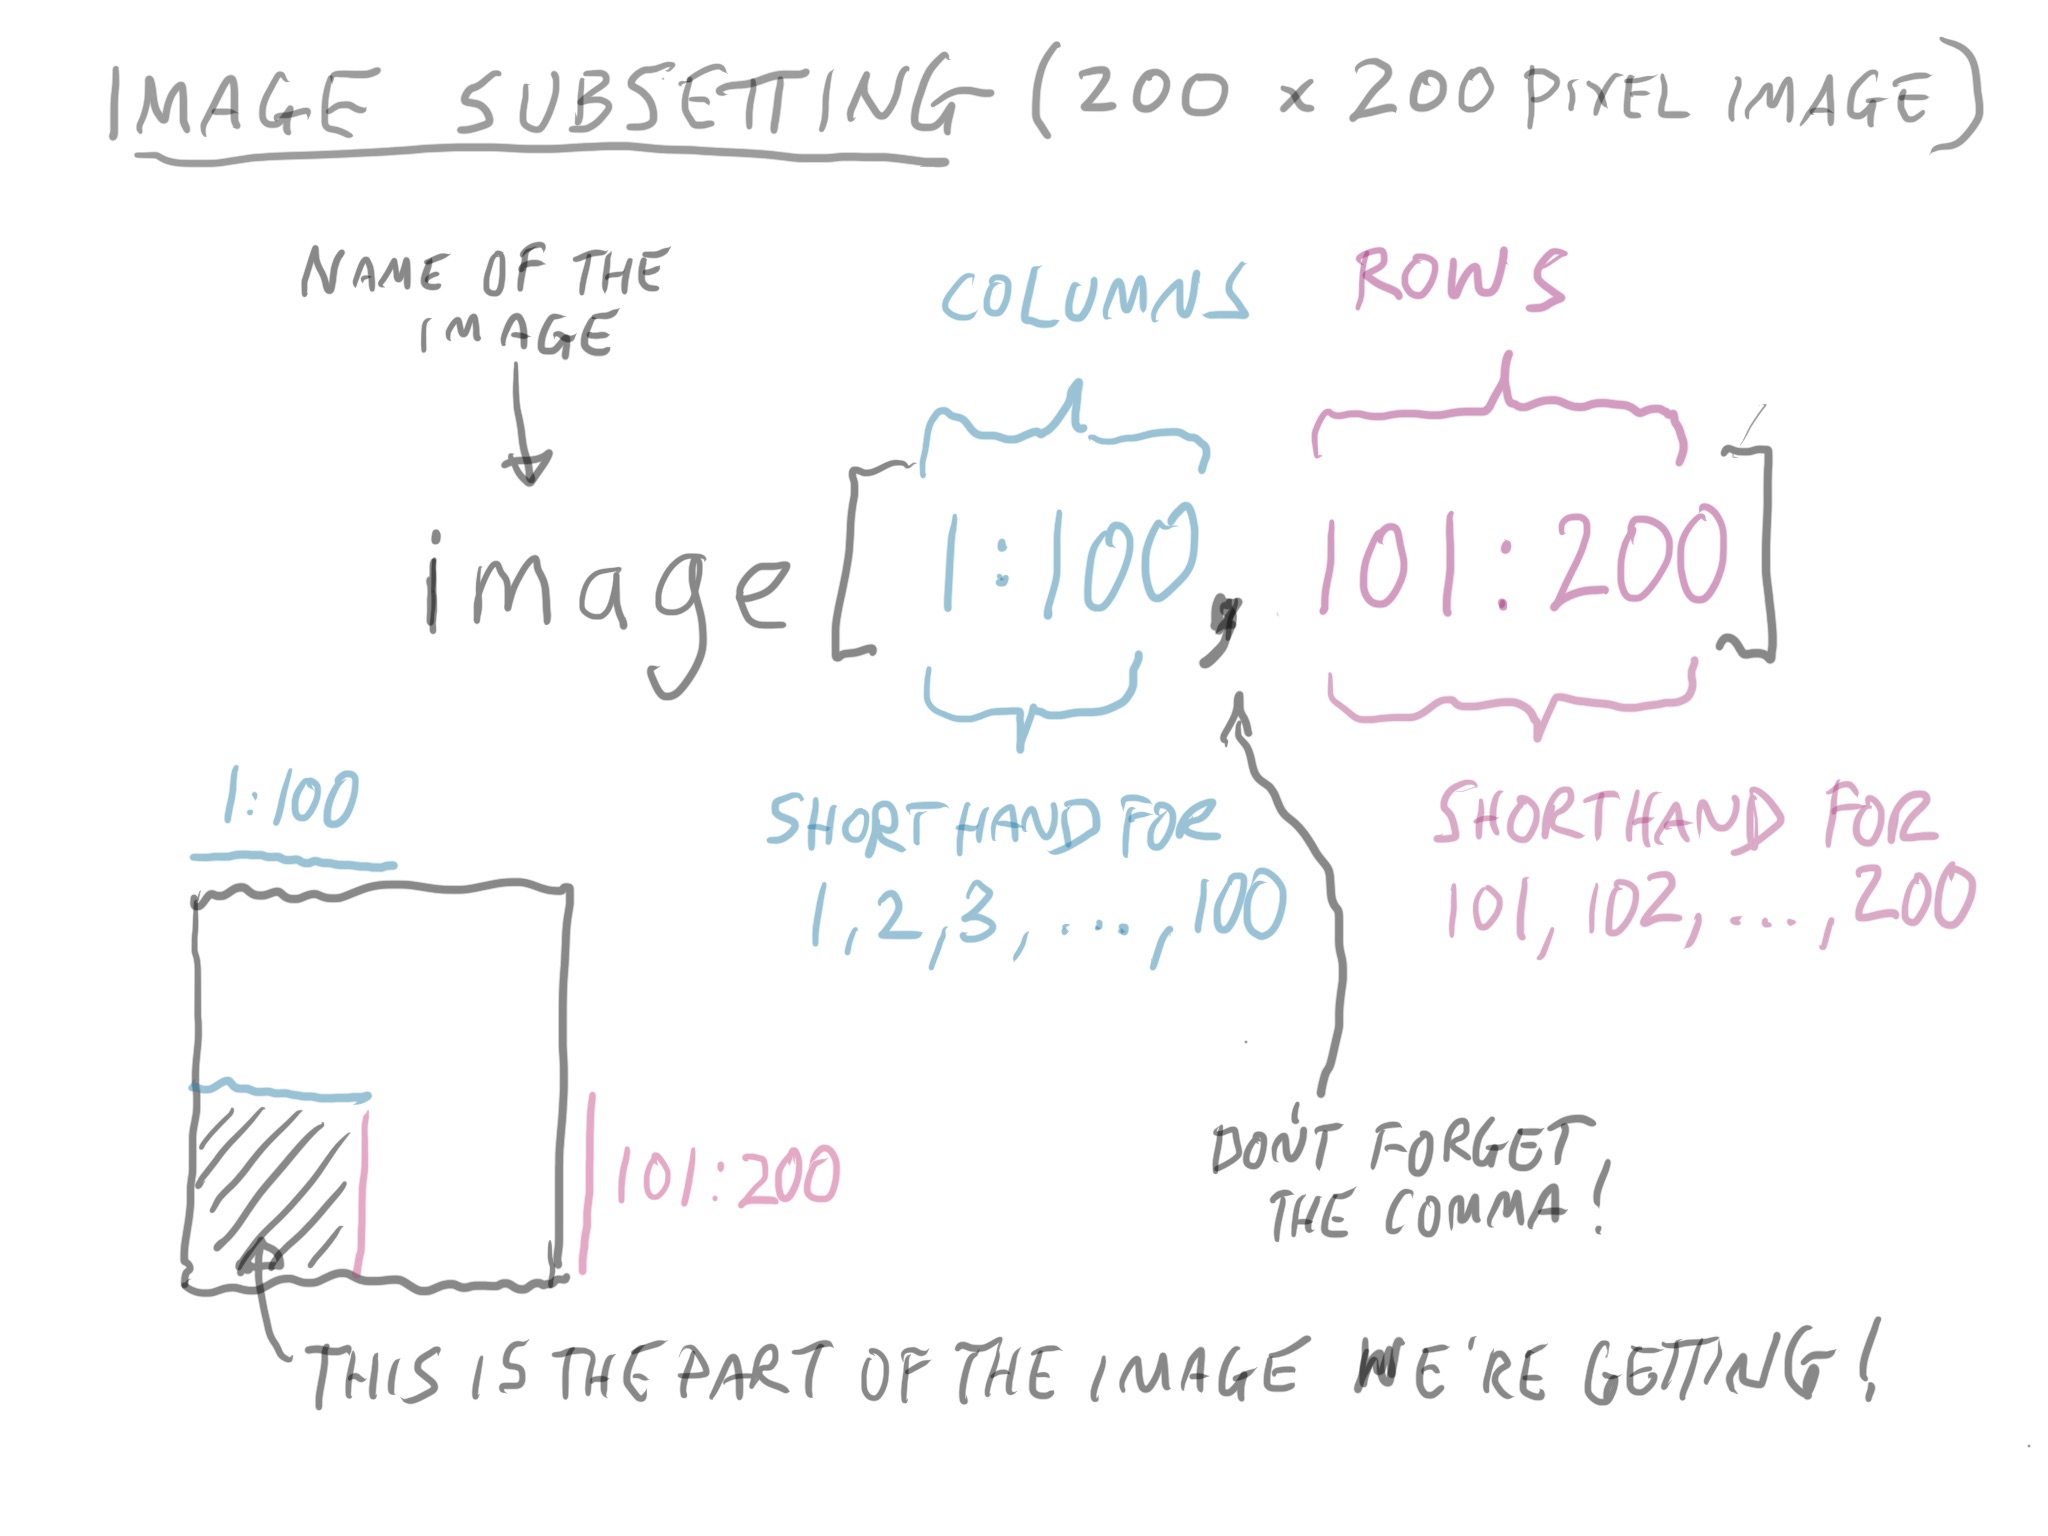 IMAGE SUBSETTING (200 x 200 PIXEL IMAGE)
NAME OF THE
IMAGE
COLUMNS
ROWS
image[1:100, 101:200]
SHORTHAND FOR
1,2,3,...,100
SHORTHAND FOR
101,102,...,200
1:100
101:200
DON'T FORGET
THE COMMA!
THIS IS THE PART OF THE IMAGE WE'RE GETTING!